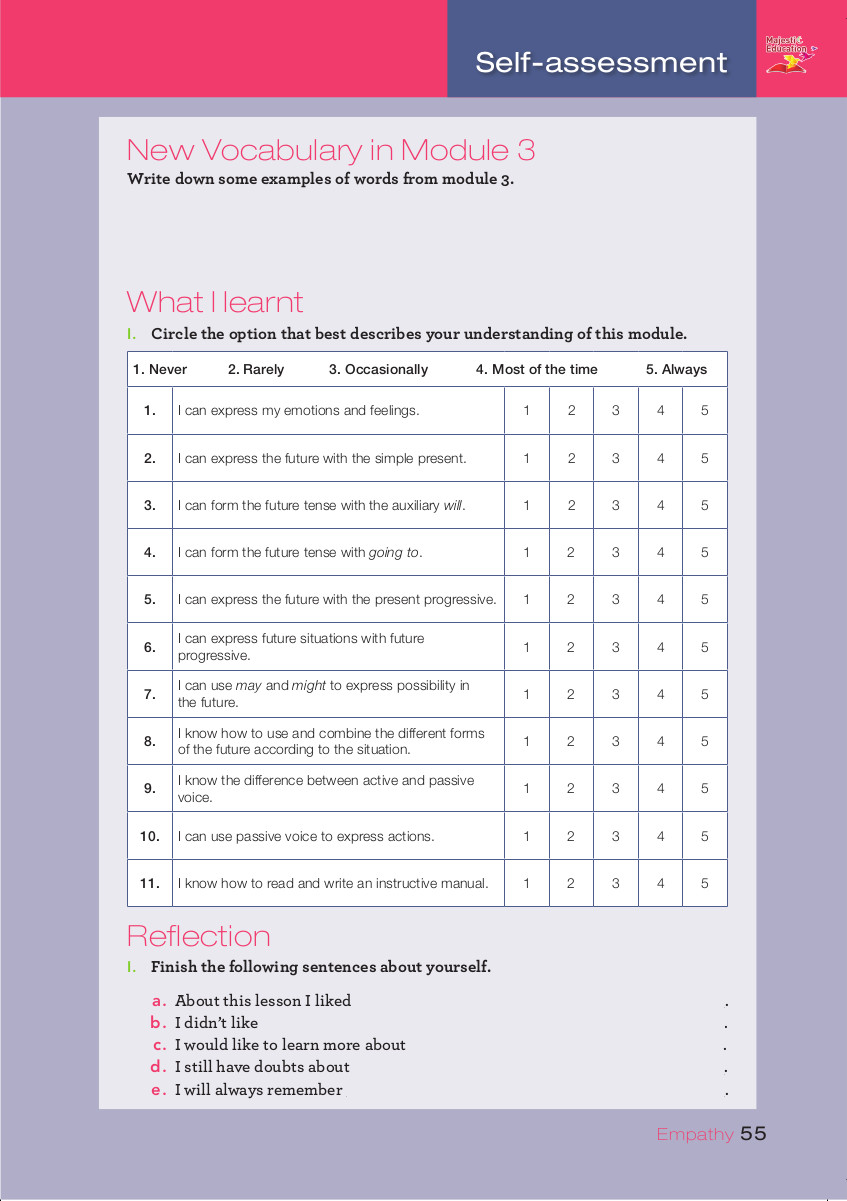 Self-assessment
Majestic
Education
New Vocabulary in Module 3
Write down some examples of words from module 3.
What I learnt
I. Circle the option that best describes your understanding of this module.
1. Never 2. Rarely 3. Occasionally 4. Most of the time 5. Always
1. I can express my emotions and feelings. 1 2 3 4 5
2. I can express the future with the simple present. 1 2 3 4 5
3. I can form the future tense with the auxiliary will. 1 2 3 4 5
4. I can form the future tense with going to. 1 2 3 4 5
5. I can express the future with the present progressive. 1 2 3 4 5
6. I can express future situations with future
progressive. 1 2 3 4 5
7. I can use may and might to express possibility in
the future. 1 2 3 4 5
8. I know how to use and combine the different forms
of the future according to the situation. 1 2 3 4 5
9. I know the difference between active and passive
voice. 1 2 3 4 5
10. I can use passive voice to express actions. 1 2 3 4 5
11. I know how to read and write an instructive manual. 1 2 3 4 5
Reflection
I. Finish the following sentences about yourself.
a. About this lesson I liked .
b. I didn't like .
c. I would like to learn more about .
d. I still have doubts about .
e. I will always remember .
Empathy 55